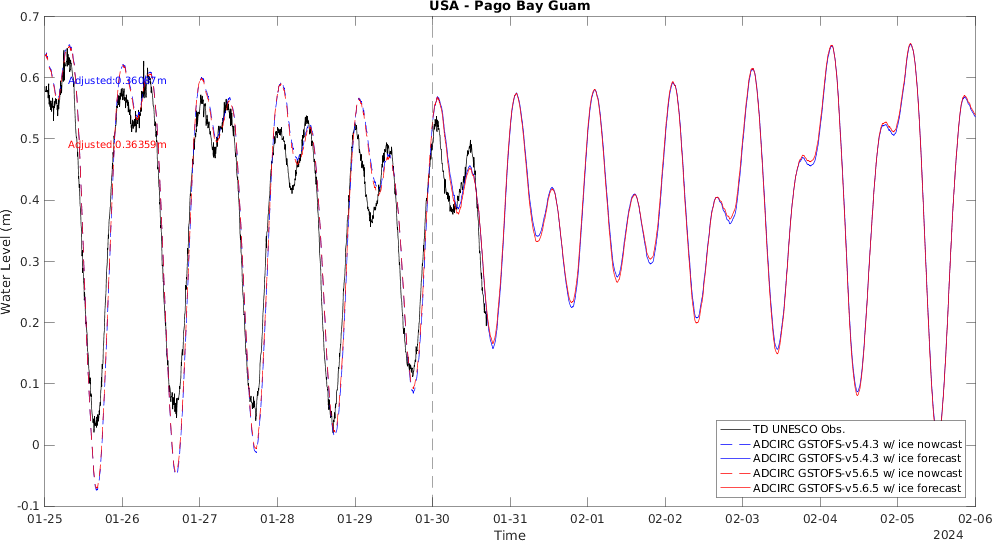 USA - Pago Bay Guam
0.7
0.6
0.5
0.4
0.3
0.2
0.1
0
-0.1
Water Level (m)
Adjusted:0.36087m
Adjusted:0.36359m
TD UNESCO Obs.
ADCIRC GSTOFS-v5.4.3 w/ ice nowcast
ADCIRC GSTOFS-v5.4.3 w/ ice forecast
ADCIRC GSTOFS-v5.6.5 w/ ice nowcast
ADCIRC GSTOFS-v5.6.5 w/ ice forecast
01-25 01-26 01-27 01-28 01-29 01-30 01-31 02-01 02-02 02-03 02-04 02-05 02-06
Time
2024